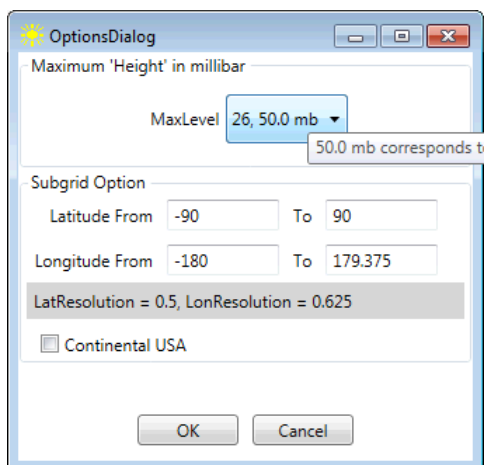 OptionsDialog
Maximum 'Height' in millibar
MaxLevel 26, 50.0 mb
50.0 mb corresponds
Subgrid Option
Latitude From -90 To 90
Longitude From -180 To 179.375
LatResolution = 0.5, LonResolution = 0.625
Continental USA
OK Cancel